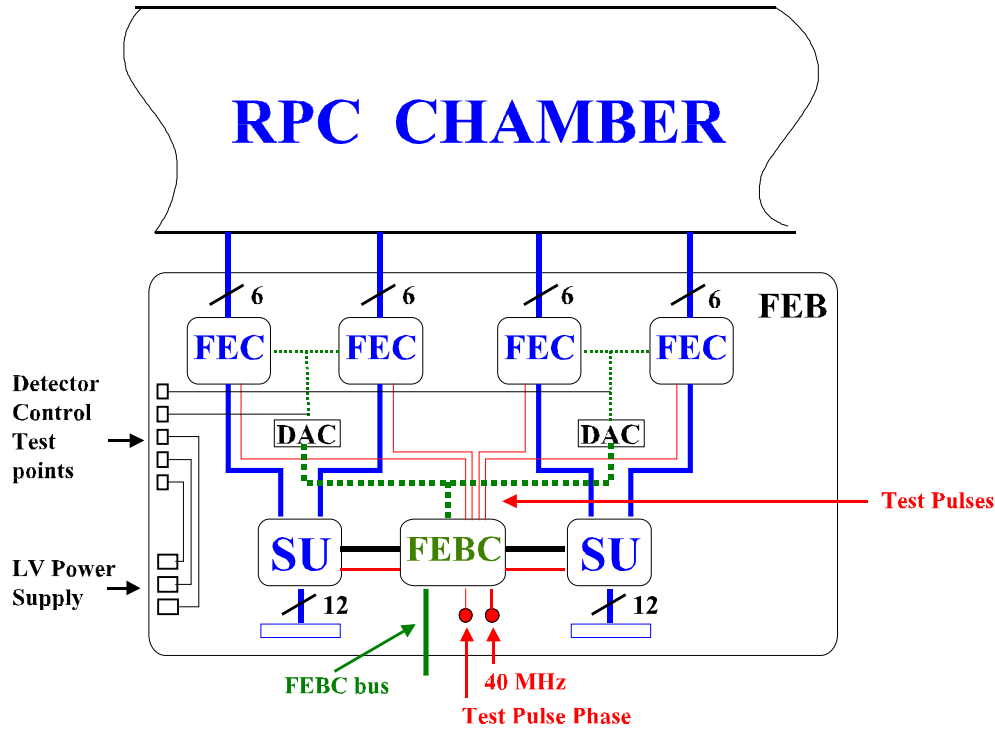 RPC CHAMBER
6
6
6
6
FEB
FEC
FEC
FEC
FEC
Detector
Control
Test
points
DAC
DAC
Test Pulses
SU
FEBC
SU
LV Power
Supply
12
12
FEBC bus
40 MHz
Test Pulse Phase